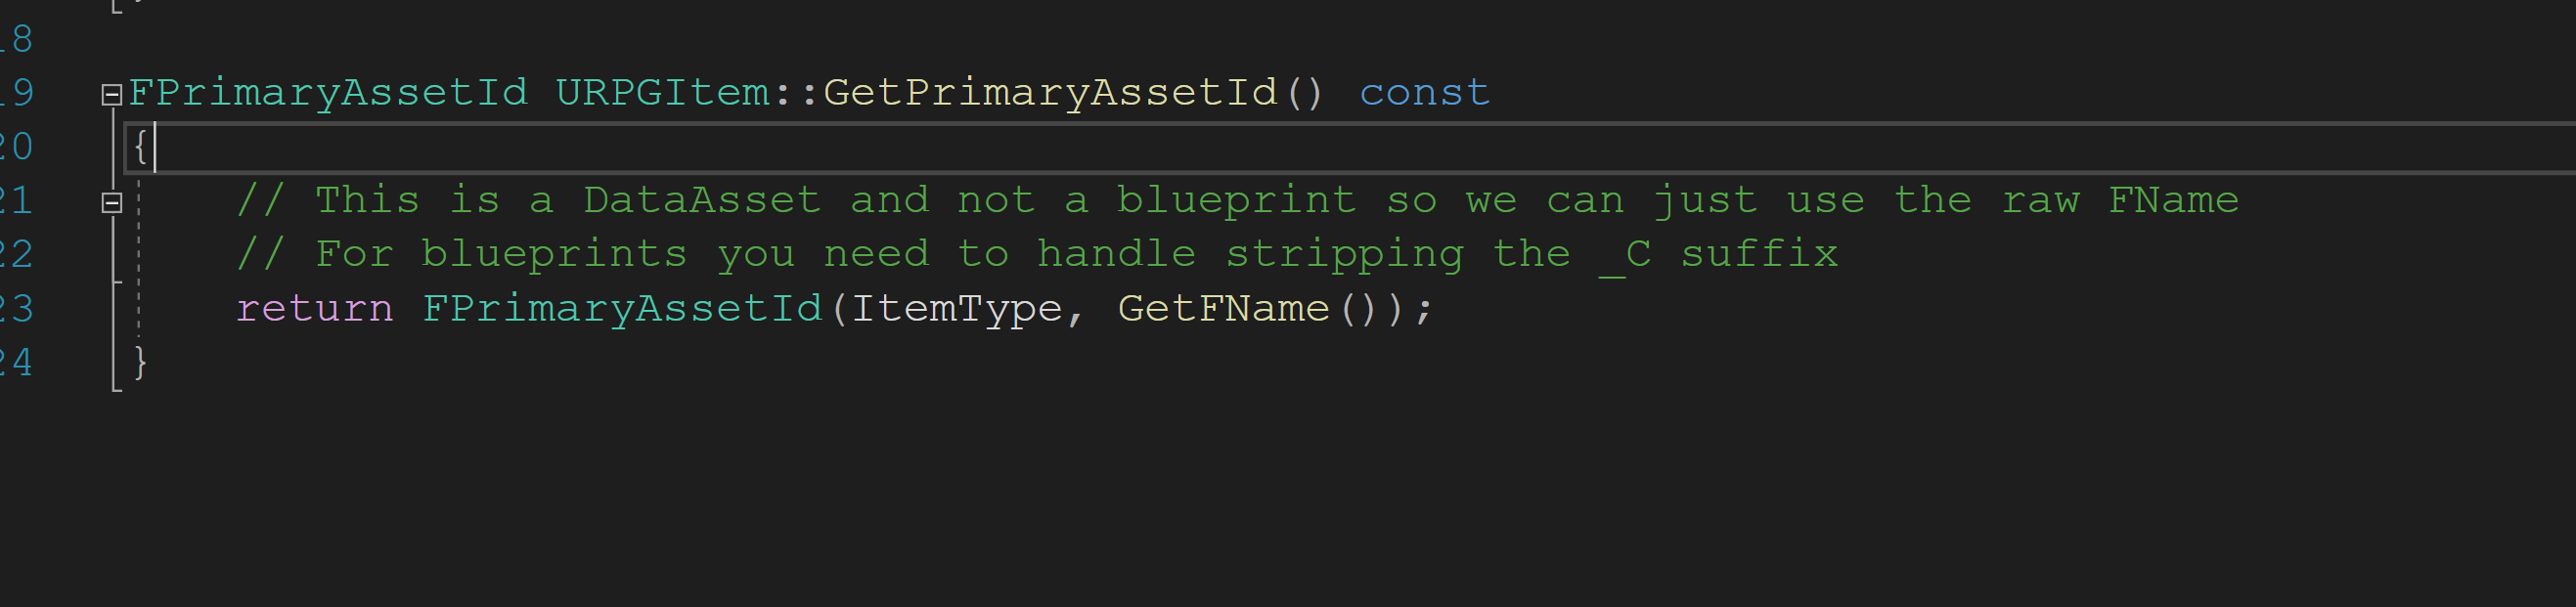 18
19 FPrimaryAssetId URPGItem::GetPrimaryAssetId() const
20 {
21 // This is a DataAsset and not a blueprint so we can just use the raw FName
22 // For blueprints you need to handle stripping the _C suffix
23 return FPrimaryAssetId(ItemType, GetFName());
24 }